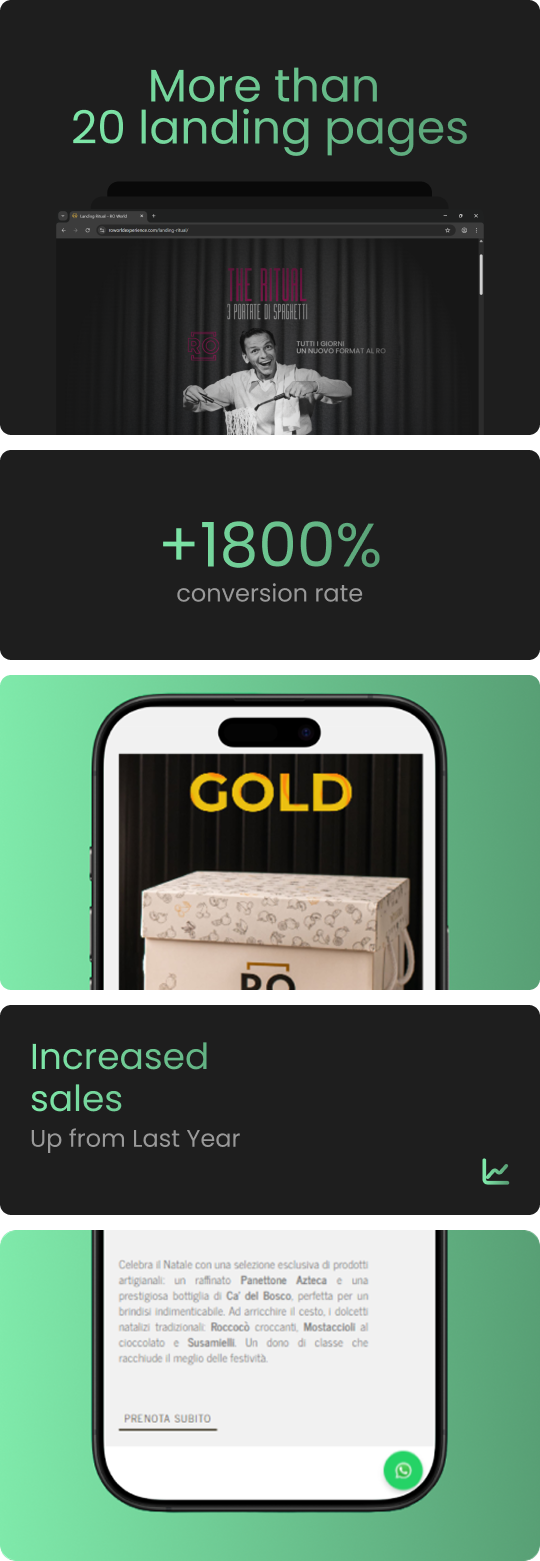 More than
20 landing pages
Landing-Ritual - RO World
roworldexperience.com/landing-ritual/
THE RITUAL
3 PORTATE DI SPAGHETTI
RO
TUTTI I GIORNI
UN NUOVO FORMAT AL RO
+1800%
conversion rate
GOLD
RO
Increased
sales
Up from Last Year
Celebra il Natale con una selezione esclusiva di prodotti
artigianali: un raffinato Panettone Azteca e una
prestigiosa bottiglia di Ca' del Bosco, perfetta per un
brindisi indimenticabile. Ad arricchire il cesto, i dolcetti
natalizi tradizionali: Roccocò croccanti, Mostaccioli al
cioccolato e Susamielli. Un dono di classe che
racchiude il meglio delle festività.
PRENOTA SUBITO